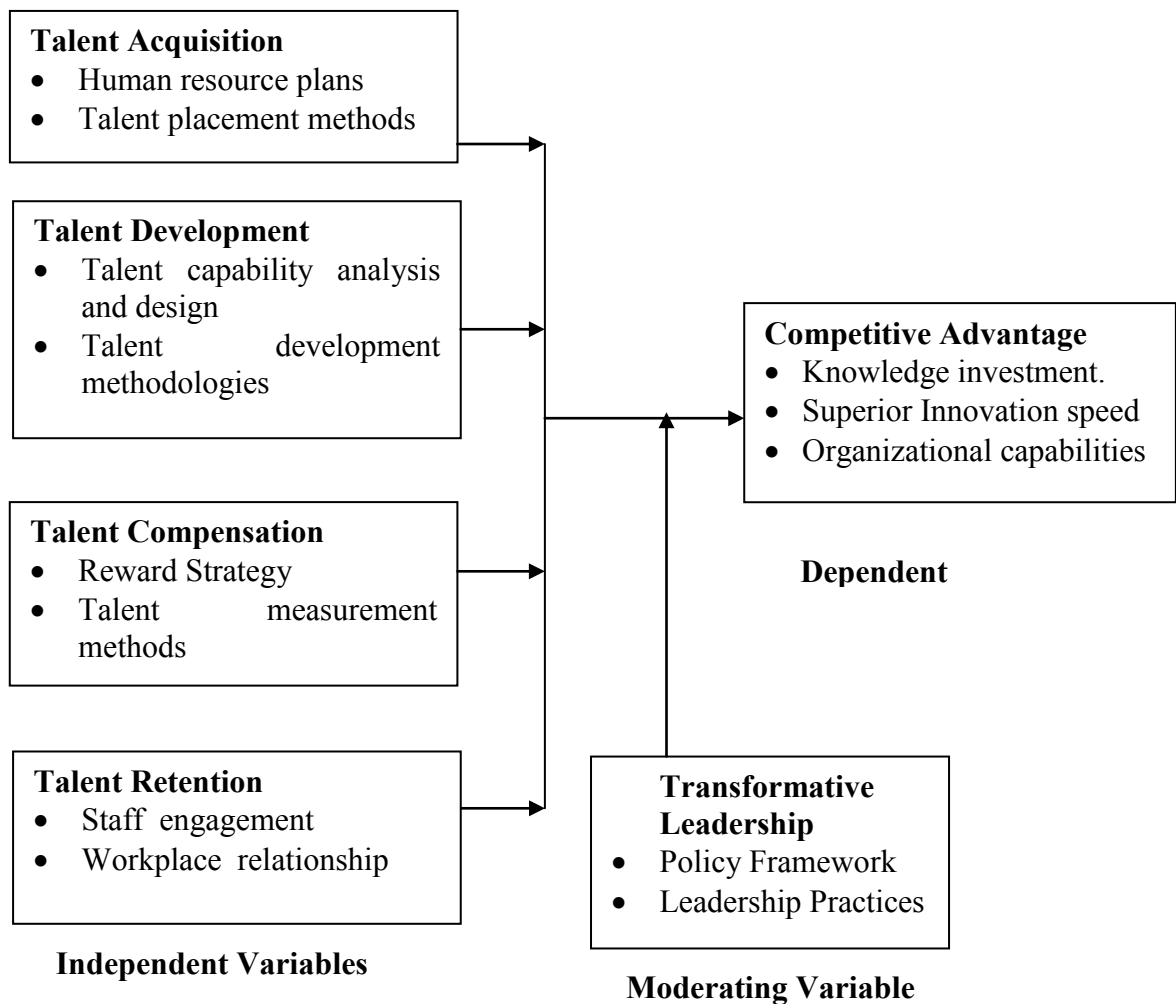 Talent Acquisition
• Human resource plans
• Talent placement methods
Talent Development
• Talent capability analysis
and design
• Talent development
methodologies
Talent Compensation
• Reward Strategy
• Talent measurement
methods
Talent Retention
• Staff engagement
• Workplace relationship
Independent Variables
Competitive Advantage
• Knowledge investment.
• Superior Innovation speed
• Organizational capabilities
Dependent
Transformative
Leadership
• Policy Framework
• Leadership Practices
Moderating Variable